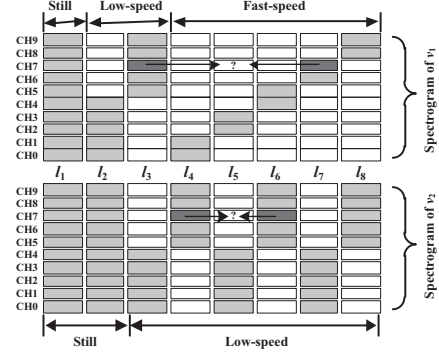 Still Low-speed Fast-speed
CH9
CH8
CH7 ?
CH6
CH5
CH4
CH3
CH2
CH1
CH0
Spectrogram of v1
l1 l2 l3 l4 l5 l6 l7 l8
CH9
CH8
CH7 ?
CH6
CH5
CH4
CH3
CH2
CH1
CH0
Spectrogram of v2
Still Low-speed